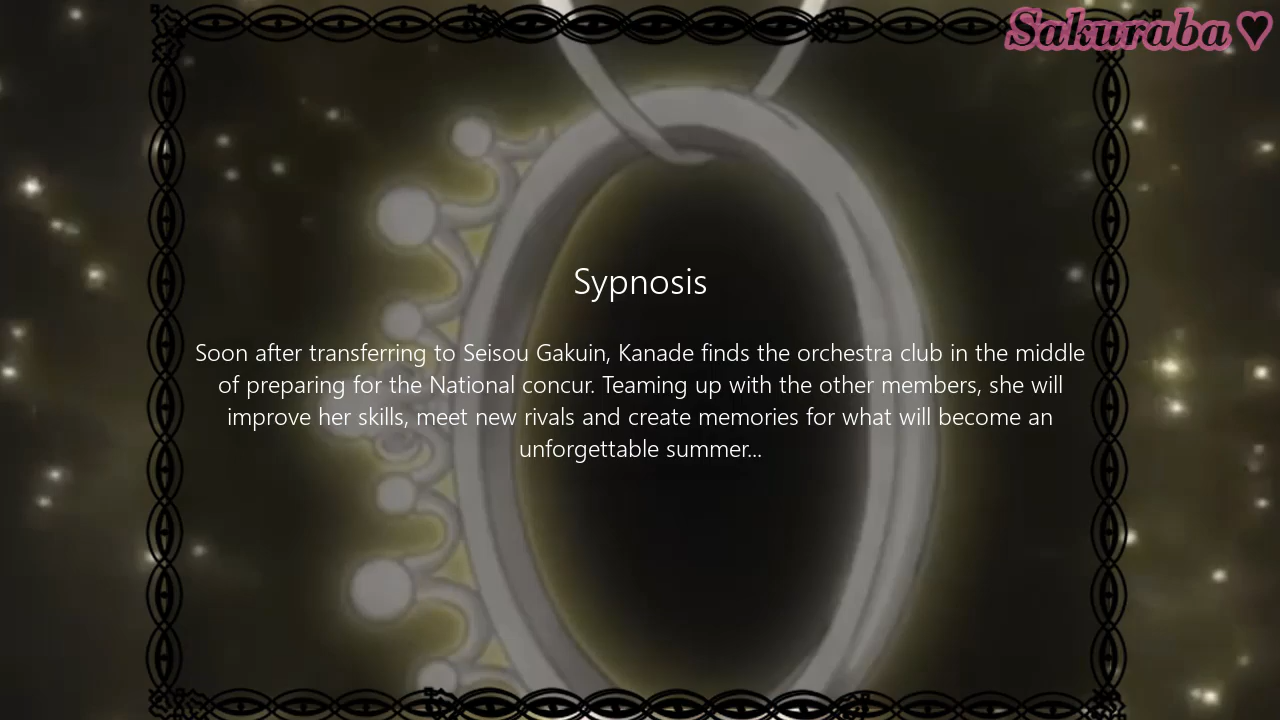 Sakuraba♡
Sypnosis
Soon after transferring to Seisou Gakuin, Kanade finds the orchestra club in the middle
of preparing for the National concur. Teaming up with the other members, she will
improve her skills, meet new rivals and create memories for what will become an
unforgettable summer...